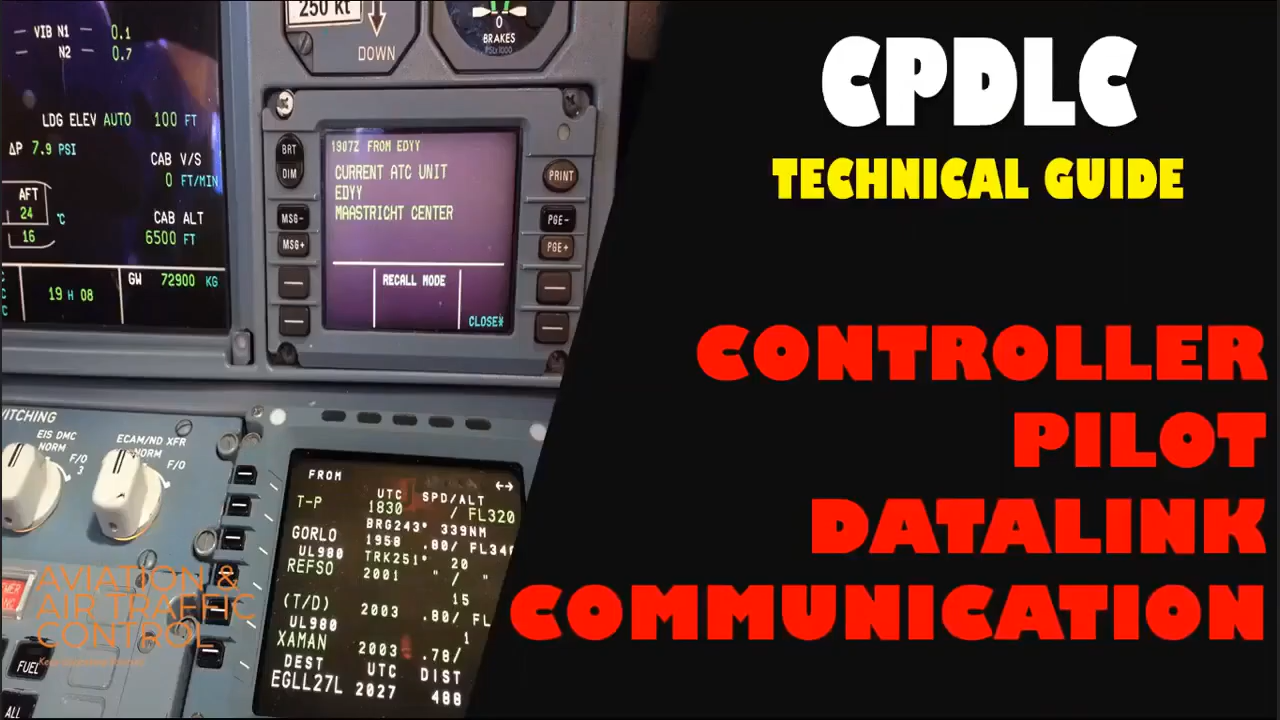 250 Kt
DOWN
0
BRAKES
VIB N1 0.1
N2 0.7
LDG ELEV AUTO 100 FT
ΔP 7.9 PSI
CAB V/S
0 FT/MIN
AFT
24 °C
16
CAB ALT
6500 FT
GW 72900 KG
19 H 08
BRT
DIM
MSG-
MSG+
PRINT
PGE-
PGE+
1907Z FROM EDYY
CURRENT ATC UNIT
EDYY
MAASTRICHT CENTER
RECALL MODE
CLOSE*
ITCHING
EIS DMC
NORM
F/O
3
ECAM/ND XFR
NORM
F/O
FROM ↔
UTC SPD/ALT
T-P 1830 / FL320
BRG243° 339NM
GORLO 1958 .80/ FL340
UL980 TRK251° 20
REFSO 2001 " / "
15
(T/D) 2003 .80/ FL
UL980 1
XAMAN 2003 .78/
DEST UTC DIST
EGLL27L 2027 488
FUEL
ALL
AVIATION &
AIR TRAFFIC
CONTROL
CPDLC
TECHNICAL GUIDE
CONTROLLER
PILOT
DATALINK
COMMUNICATION